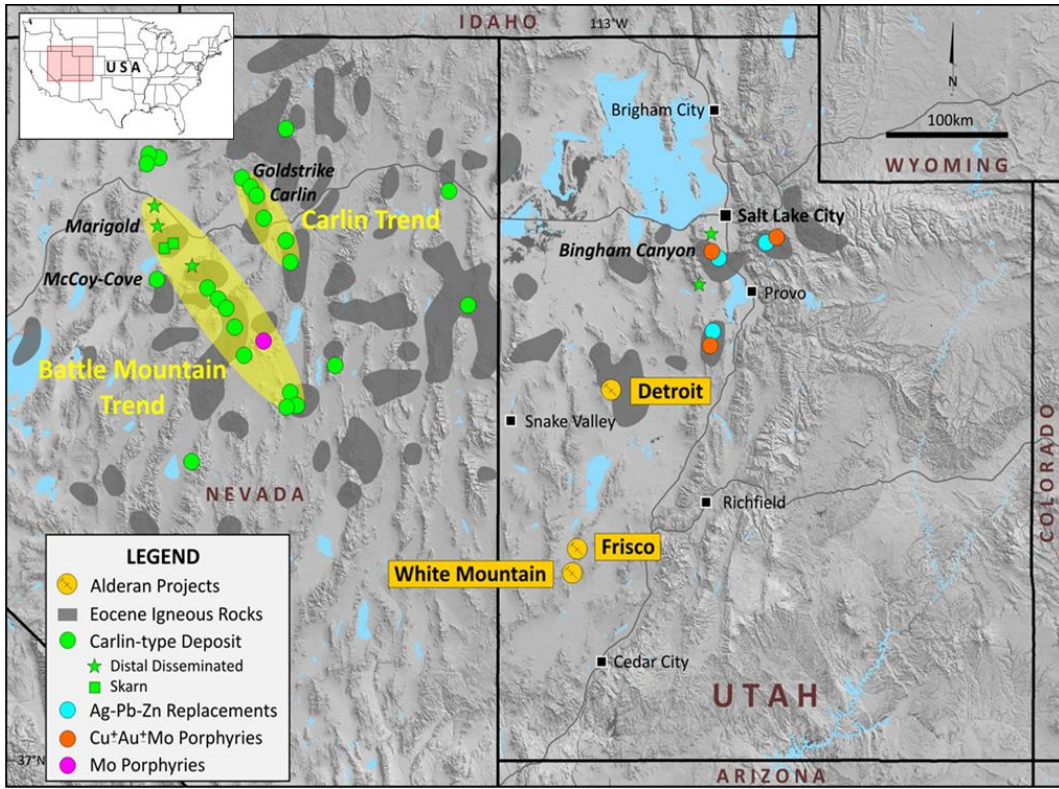 IDAHO
113°W
USA
N
100km
WYOMING
Brigham City
Goldstrike
Carlin
Carlin Trend
Marigold
Salt Lake City
Bingham Canyon
McCoy-Cove
Provo
Battle Mountain
Trend
Detroit
Snake Valley
COLORADO
NEVADA
Richfield
Frisco
White Mountain
LEGEND
Alderan Projects
Eocene Igneous Rocks
Carlin-type Deposit
Distal Disseminated
Skarn
Ag-Pb-Zn Replacements
Cu±Au±Mo Porphyries
Mo Porphyries
Cedar City
UTAH
37°N
ARIZONA